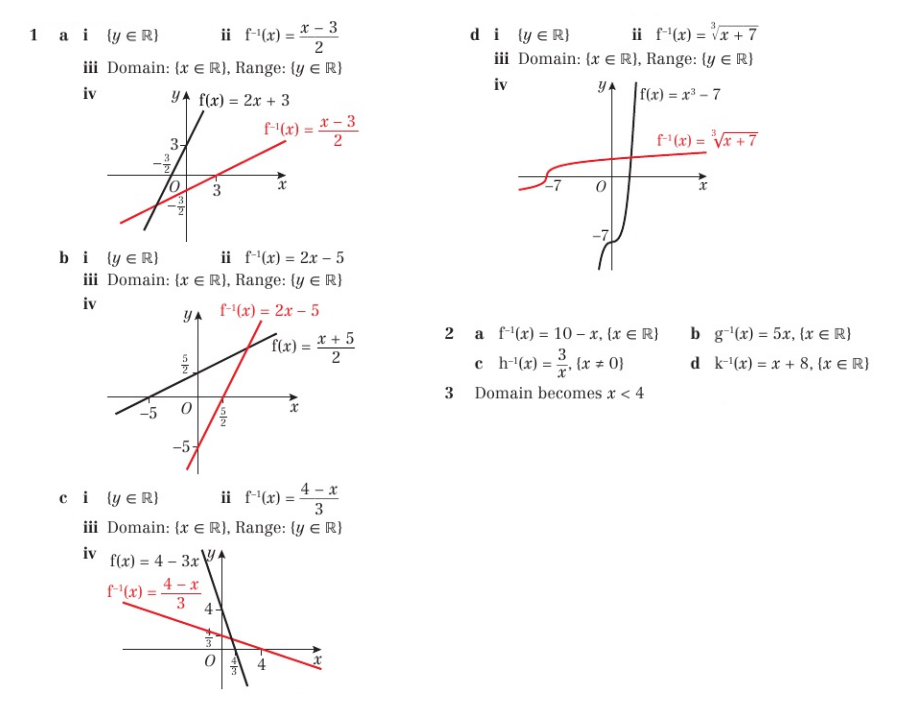 1 a i {y ∈ ℝ} ii f⁻¹(x) = (x – 3)/2
iii Domain: {x ∈ ℝ}, Range: {y ∈ ℝ}
iv
y
f(x) = 2x + 3
f⁻¹(x) = (x – 3)/2
3
–3/2
O
3
x
–3/2
b i {y ∈ ℝ} ii f⁻¹(x) = 2x – 5
iii Domain: {x ∈ ℝ}, Range: {y ∈ ℝ}
iv
y
f⁻¹(x) = 2x – 5
f(x) = (x + 5)/2
5/2
–5
O
5/2
x
–5
c i {y ∈ ℝ} ii f⁻¹(x) = (4 – x)/3
iii Domain: {x ∈ ℝ}, Range: {y ∈ ℝ}
iv
f(x) = 4 – 3x
y
f⁻¹(x) = (4 – x)/3
4
4/3
O
4/3
4
x
d i {y ∈ ℝ} ii f⁻¹(x) = ∛(x + 7)
iii Domain: {x ∈ ℝ}, Range: {y ∈ ℝ}
iv
y
f(x) = x³ – 7
f⁻¹(x) = ∛(x + 7)
–7
O
x
–7
2 a f⁻¹(x) = 10 – x, {x ∈ ℝ} b g⁻¹(x) = 5x, {x ∈ ℝ}
c h⁻¹(x) = 3/x, {x ≠ 0} d k⁻¹(x) = x + 8, {x ∈ ℝ}
3 Domain becomes x < 4